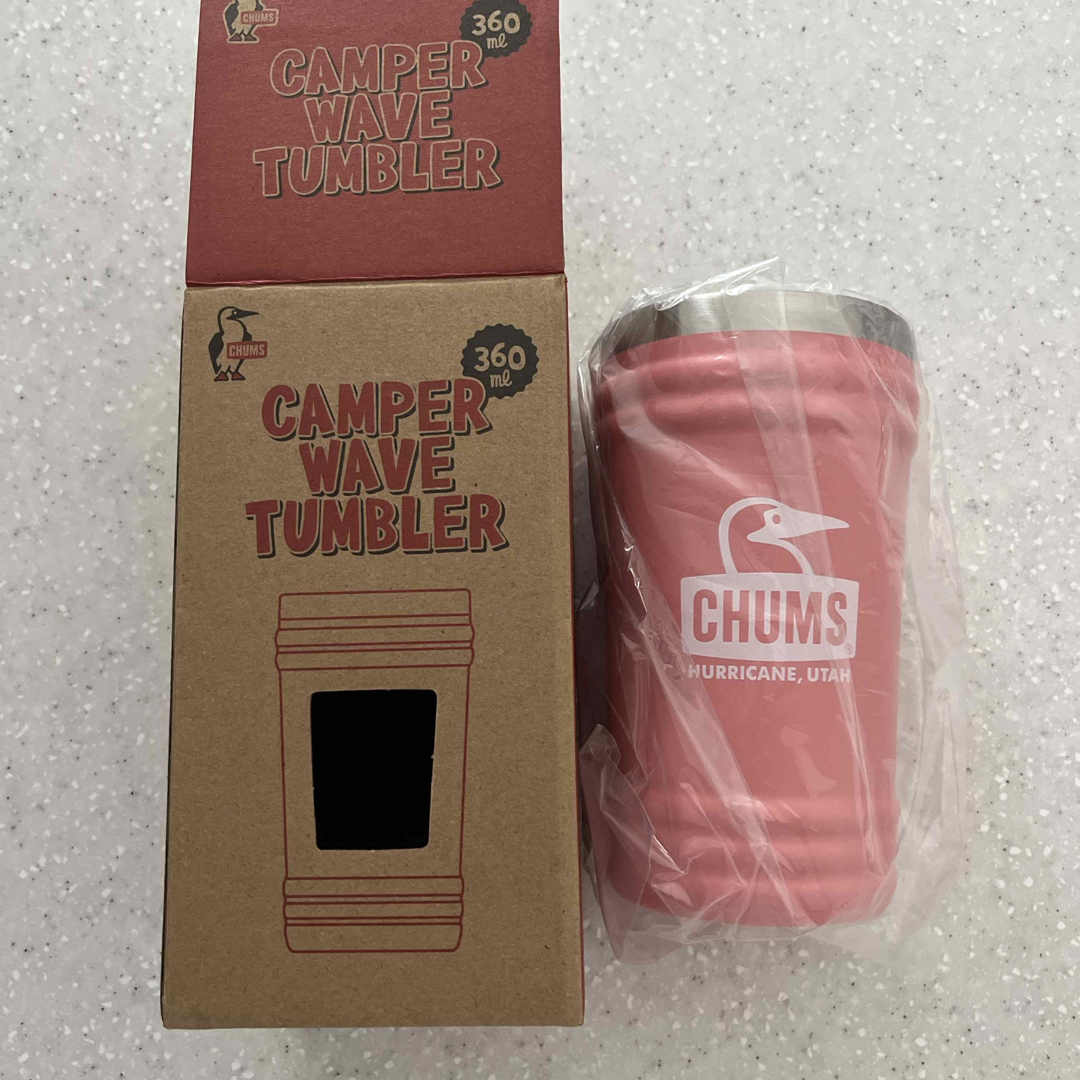 CHUMS
360
ml
CAMPER
WAVE
TUMBLER
CHUMS
360
ml
CAMPER
WAVE
TUMBLER
CHUMS®
HURRICANE, UTAH